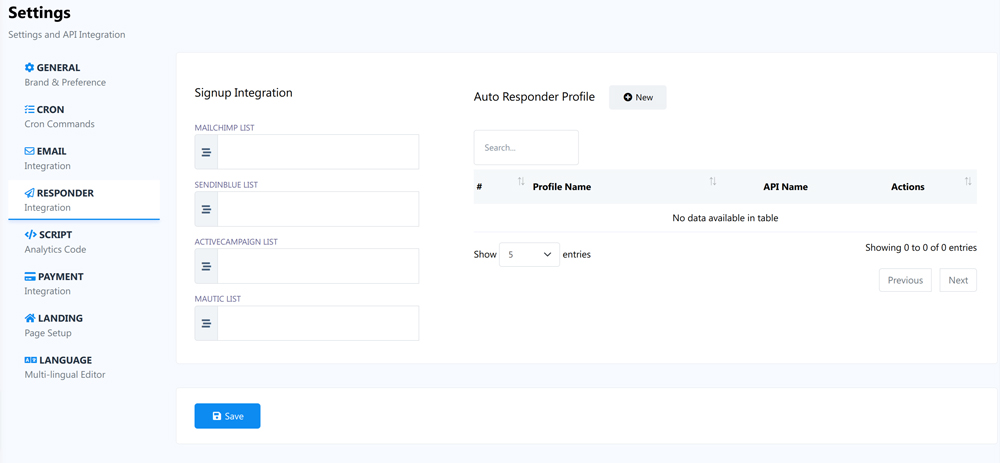 Settings
Settings and API Integration
GENERAL
Brand & Preference
CRON
Cron Commands
EMAIL
Integration
RESPONDER
Integration
SCRIPT
Analytics Code
PAYMENT
Integration
LANDING
Page Setup
LANGUAGE
Multi-lingual Editor
Signup Integration
MAILCHIMP LIST
SENDINBLUE LIST
ACTIVECAMPAIGN LIST
MAUTIC LIST
Auto Responder Profile New
Search...
# Profile Name API Name Actions
No data available in table
Show 5 entries
Showing 0 to 0 of 0 entries
Previous Next
Save